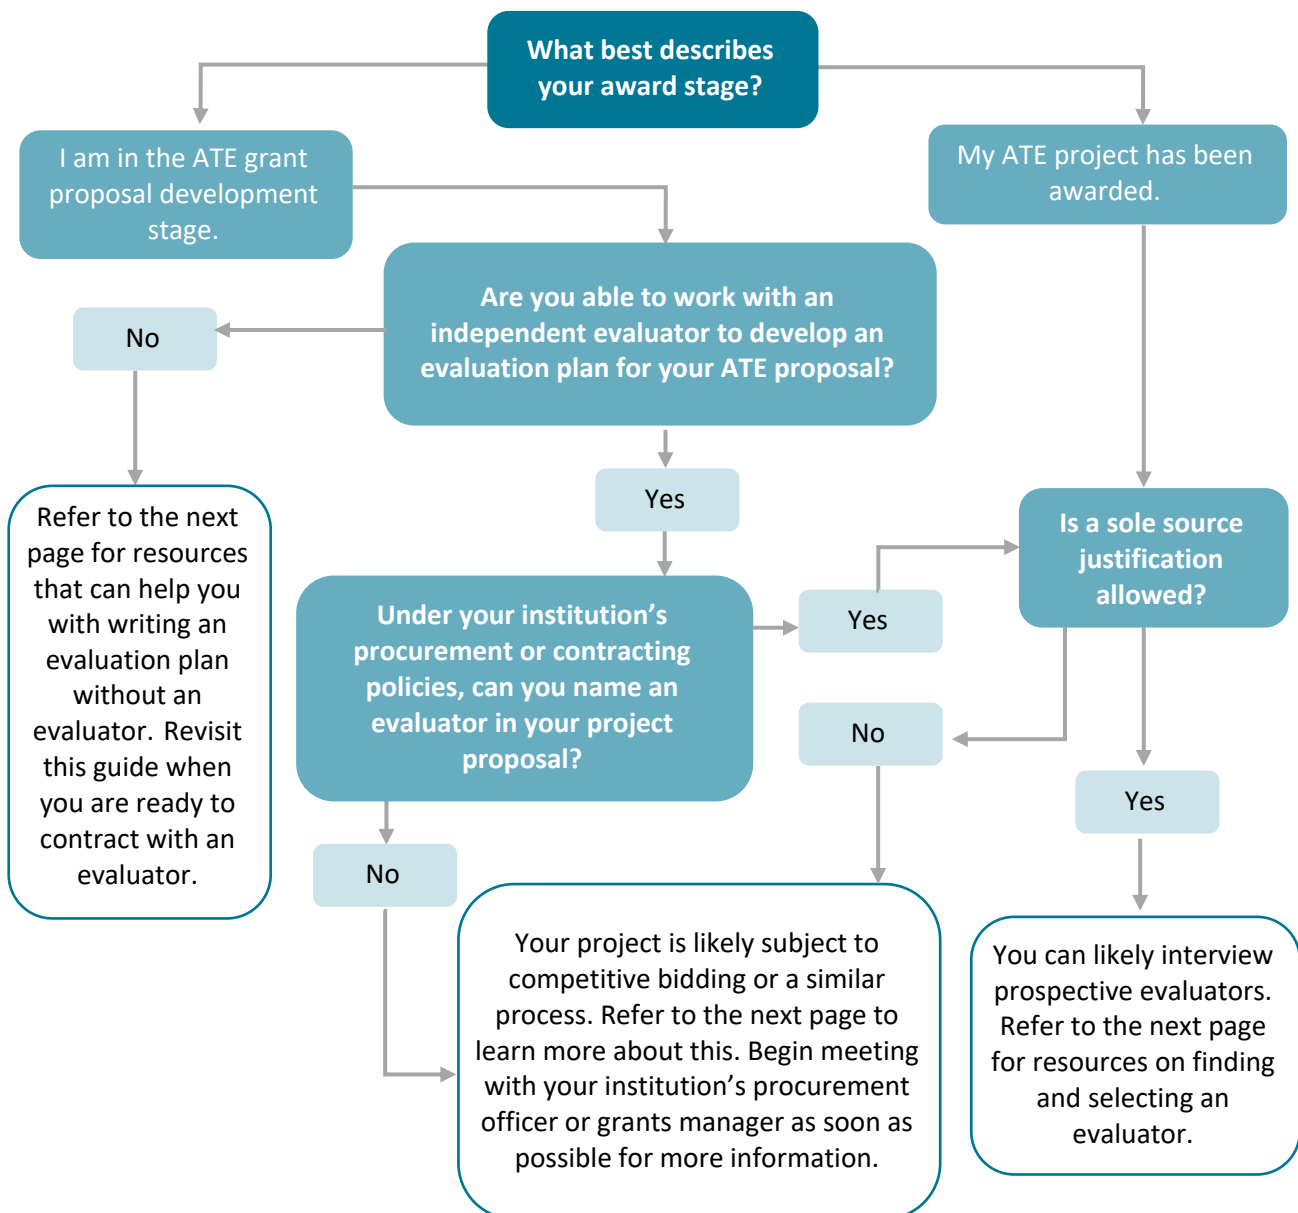 What best describes
your award stage?
I am in the ATE grant
proposal development
stage.
My ATE project has been
awarded.
Are you able to work with an
independent evaluator to develop an
evaluation plan for your ATE proposal?
No
Yes
Refer to the next
page for resources
that can help you
with writing an
evaluation plan
without an
evaluator. Revisit
this guide when
you are ready to
contract with an
evaluator.
Under your institution’s
procurement or contracting
policies, can you name an
evaluator in your project
proposal?
Yes
Is a sole source
justification
allowed?
No
Yes
No
Your project is likely subject to
competitive bidding or a similar
process. Refer to the next page to
learn more about this. Begin meeting
with your institution’s procurement
officer or grants manager as soon as
possible for more information.
You can likely interview
prospective evaluators.
Refer to the next page
for resources on finding
and selecting an
evaluator.